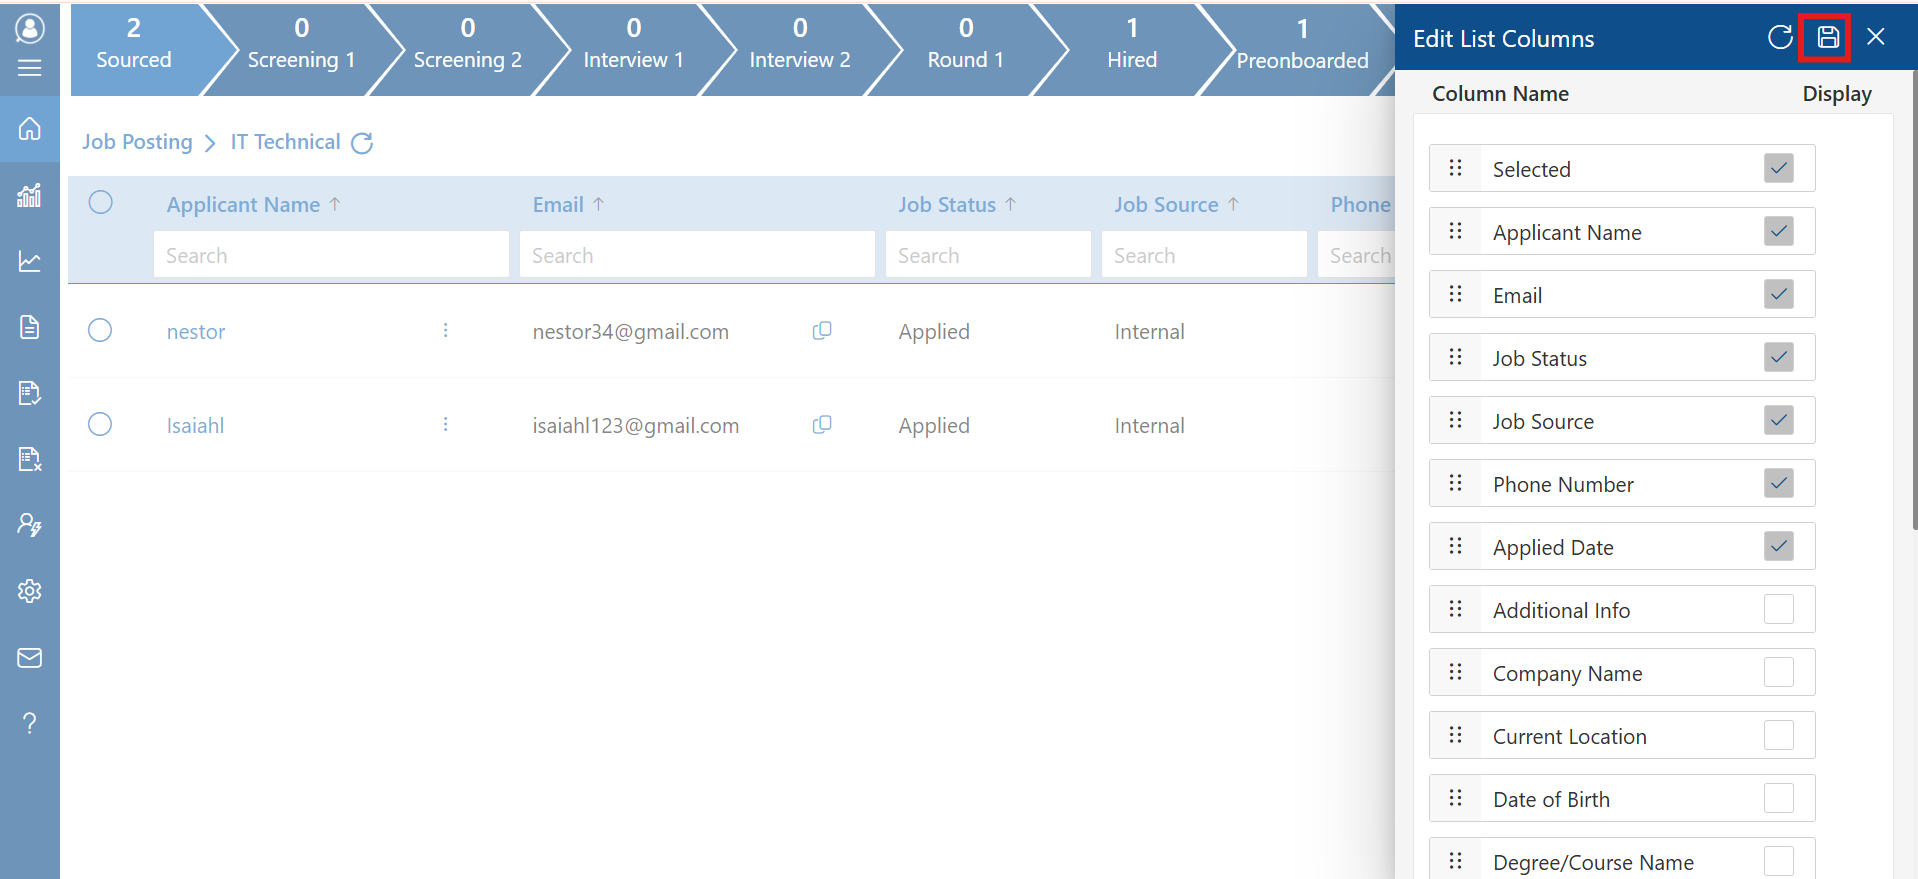 2 0 0 0 0 0 1 1
Sourced Screening 1 Screening 2 Interview 1 Interview 2 Round 1 Hired Preonboarded
Job Posting > IT Technical
Applicant Name ↑ Email ↑ Job Status ↑ Job Source ↑ Phone
Search Search Search Search Search
nestor nestor34@gmail.com Applied Internal
Isaiahl isaiahl123@gmail.com Applied Internal
?
Edit List Columns
Column Name Display
Selected
Applicant Name
Email
Job Status
Job Source
Phone Number
Applied Date
Additional Info
Company Name
Current Location
Date of Birth
Degree/Course Name